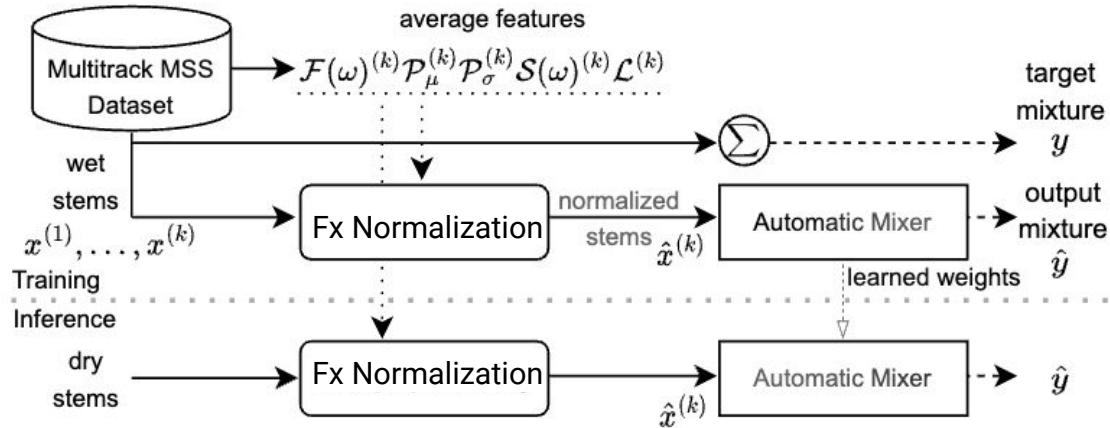 average features
Multitrack MSS
Dataset
𝓕(ω)^(k) 𝓟_μ^(k) 𝓟_σ^(k) 𝓢(ω)^(k) 𝓛^(k)
target
mixture
y
∑
wet
stems
x^(1), . . . , x^(k)
Fx Normalization
normalized
stems
x̂^(k)
Automatic Mixer
output
mixture
ŷ
learned weights
Training
Inference
dry
stems
Fx Normalization
x̂^(k)
Automatic Mixer
ŷ